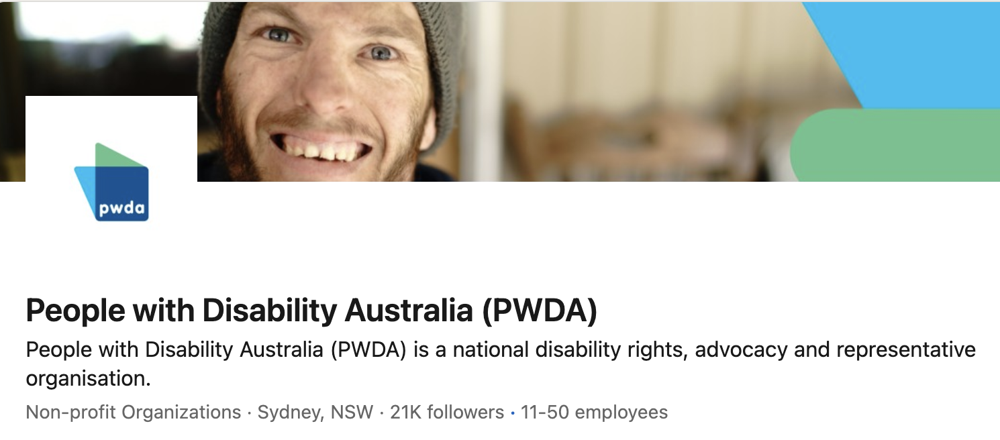 pwda
People with Disability Australia (PWDA)
People with Disability Australia (PWDA) is a national disability rights, advocacy and representative
organisation.
Non-profit Organizations · Sydney, NSW · 21K followers · 11-50 employees